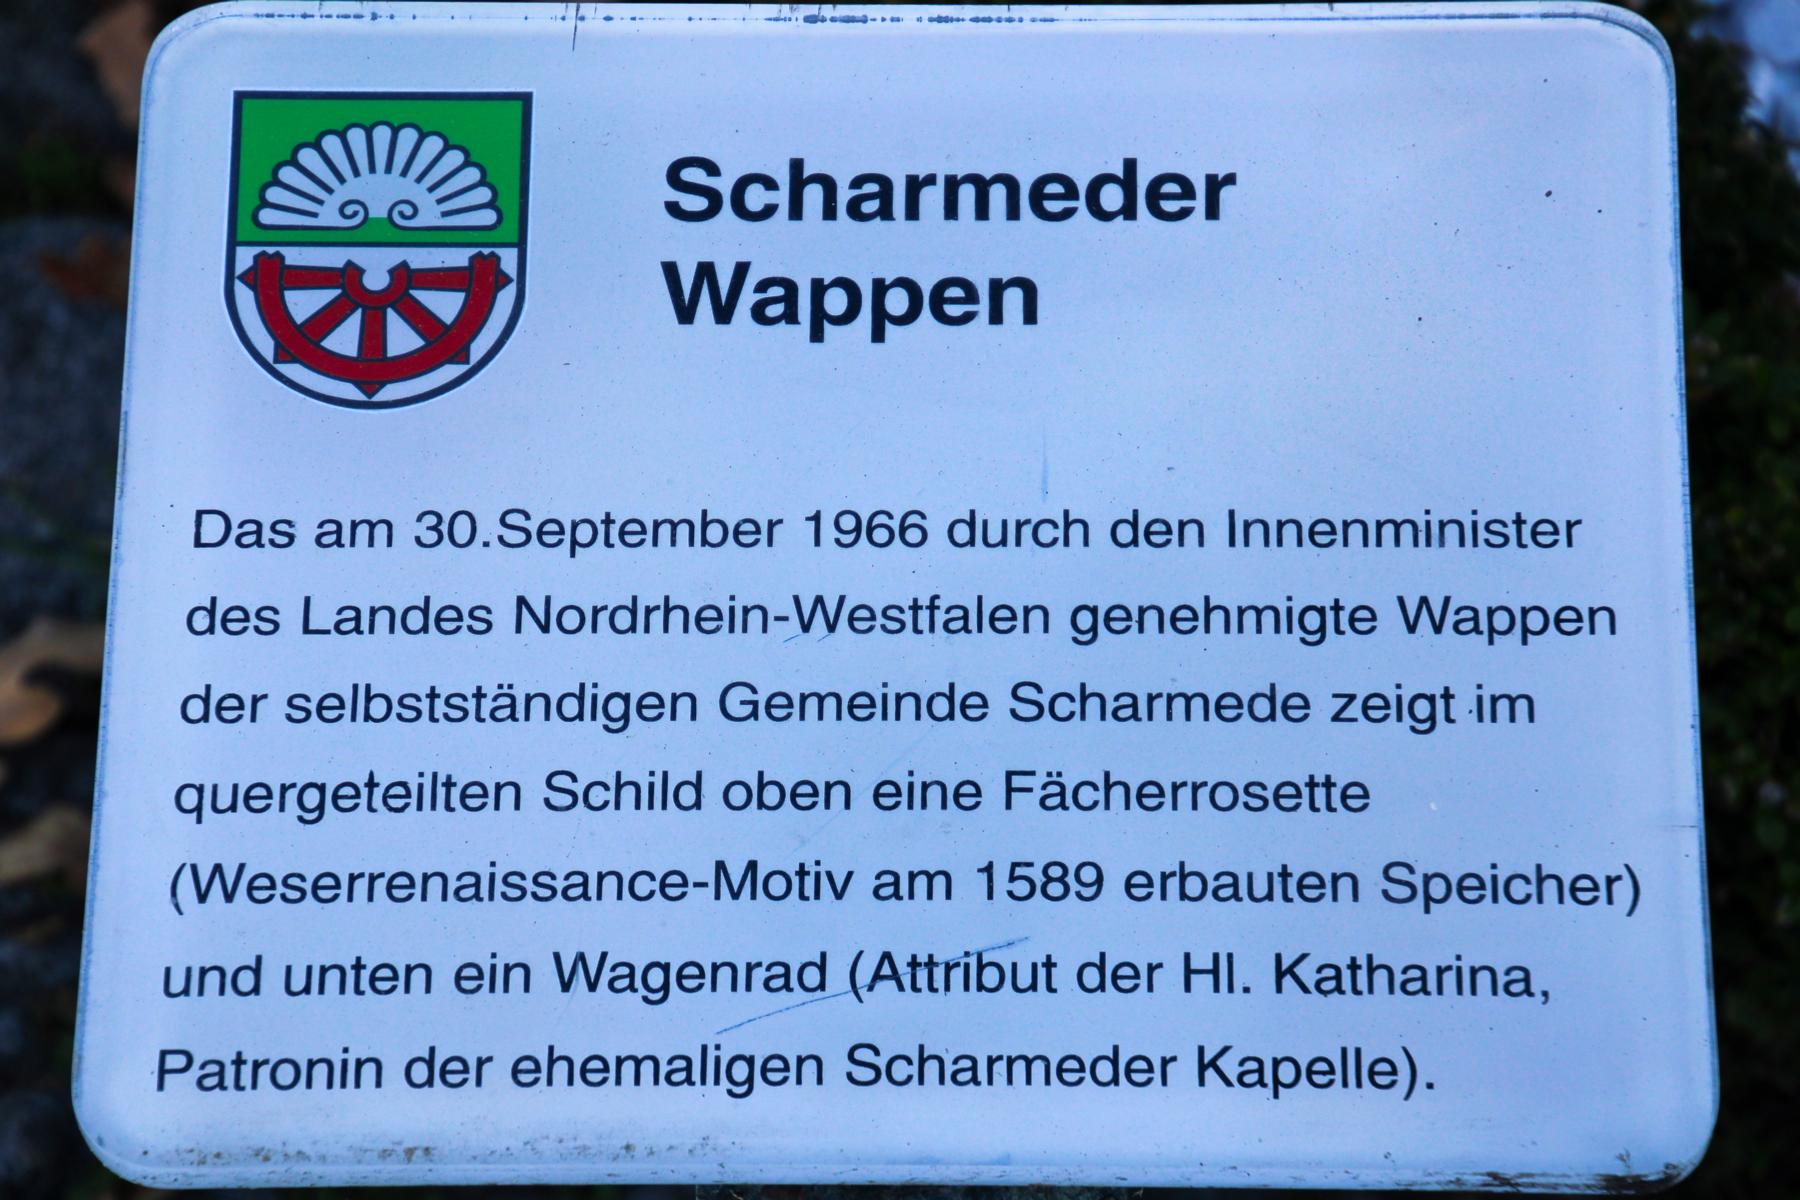 Scharmeder
Wappen
Das am 30.September 1966 durch den Innenminister
des Landes Nordrhein-Westfalen genehmigte Wappen
der selbstständigen Gemeinde Scharmede zeigt im
quergeteilten Schild oben eine Fächerrosette
(Weserrenaissance-Motiv am 1589 erbauten Speicher)
und unten ein Wagenrad (Attribut der Hl. Katharina,
Patronin der ehemaligen Scharmeder Kapelle).